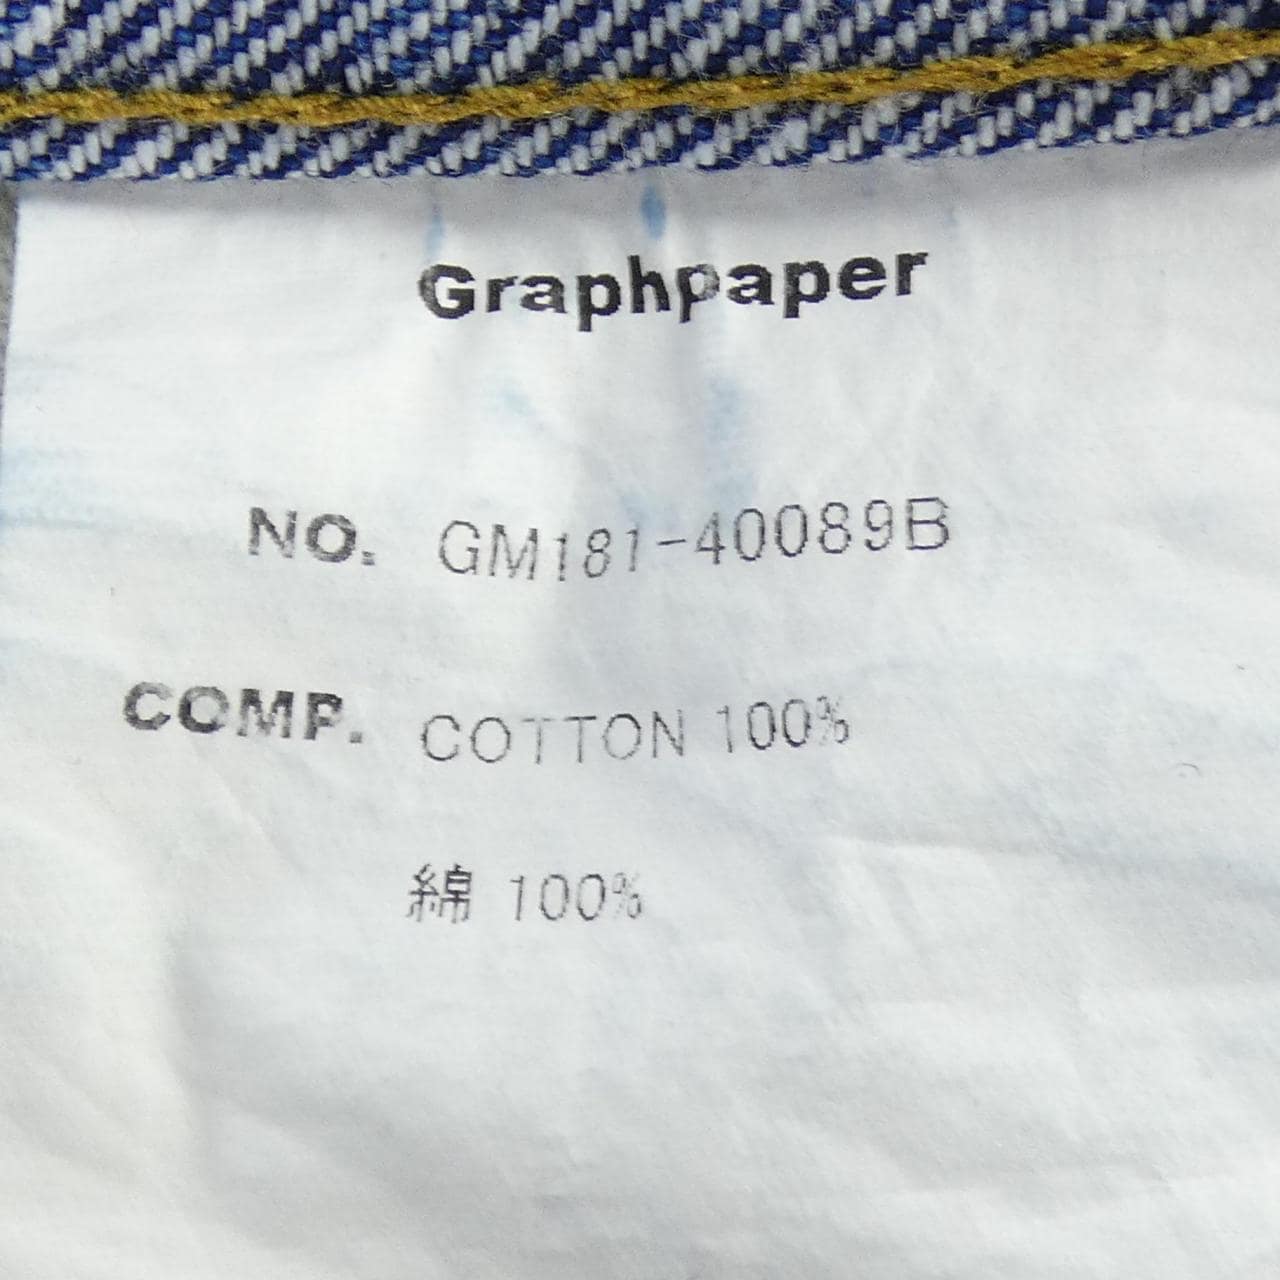 Graphpaper
NO. GM181-40089B
COMP. COTTON 100%
綿 100%